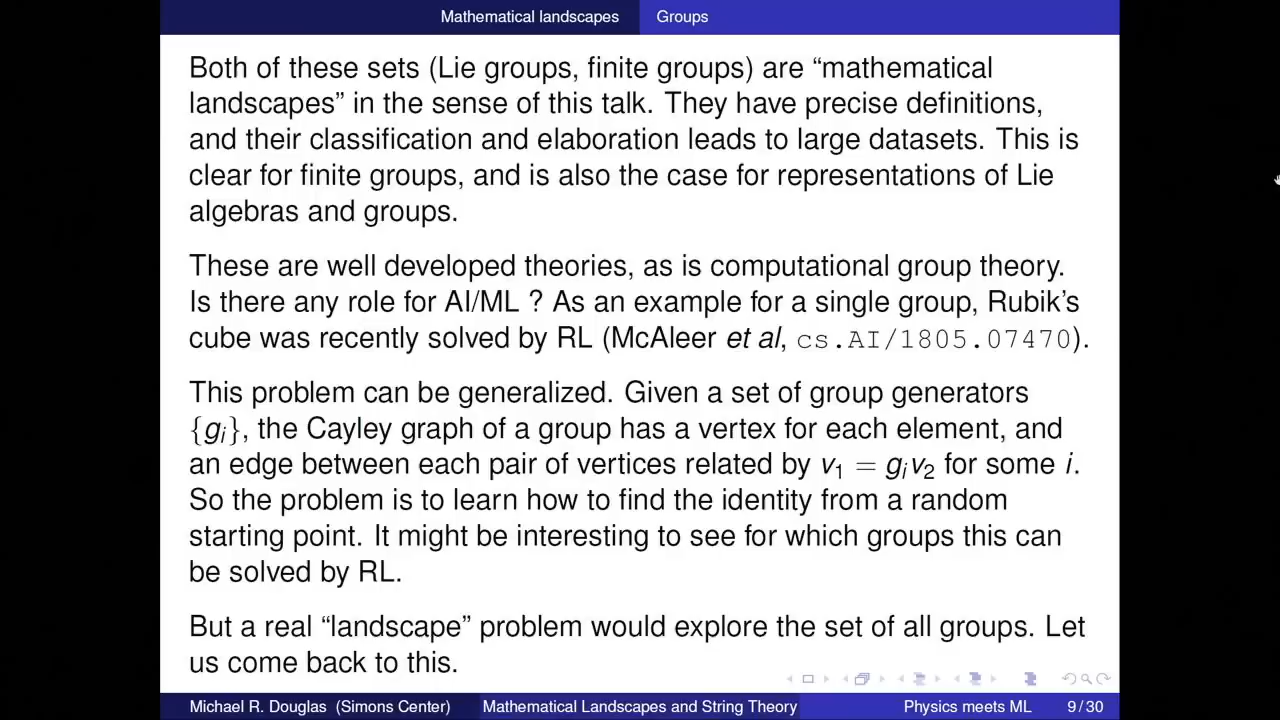 Mathematical landscapes Groups
Both of these sets (Lie groups, finite groups) are “mathematical
landscapes” in the sense of this talk. They have precise definitions,
and their classification and elaboration leads to large datasets. This is
clear for finite groups, and is also the case for representations of Lie
algebras and groups.
These are well developed theories, as is computational group theory.
Is there any role for AI/ML ? As an example for a single group, Rubik’s
cube was recently solved by RL (McAleer et al, cs.AI/1805.07470).
This problem can be generalized. Given a set of group generators
{gᵢ}, the Cayley graph of a group has a vertex for each element, and
an edge between each pair of vertices related by v₁ = gᵢv₂ for some i.
So the problem is to learn how to find the identity from a random
starting point. It might be interesting to see for which groups this can
be solved by RL.
But a real “landscape” problem would explore the set of all groups. Let
us come back to this.
Michael R. Douglas (Simons Center) Mathematical Landscapes and String Theory Physics meets ML 9 / 30